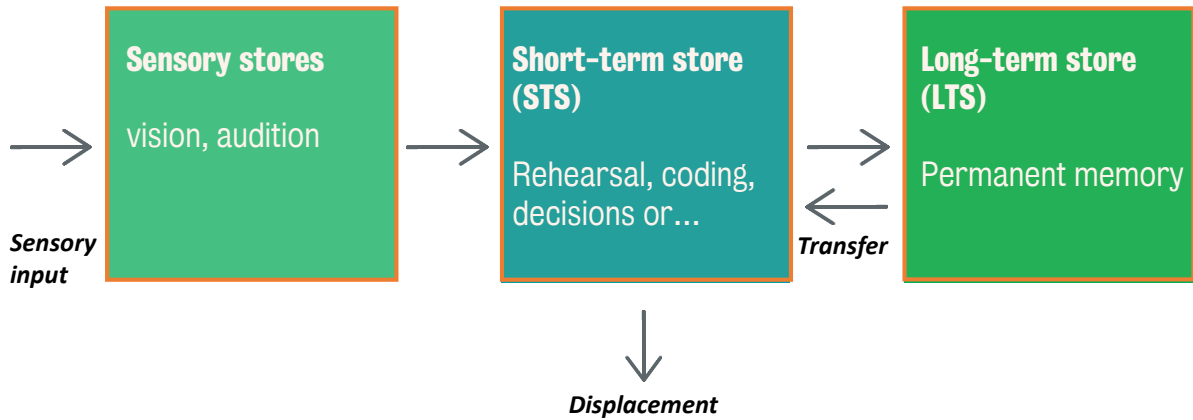 Sensory stores
vision, audition
Short-term store
(STS)
Rehearsal, coding,
decisions or...
Long-term store
(LTS)
Permanent memory
Sensory
input
Transfer
Displacement